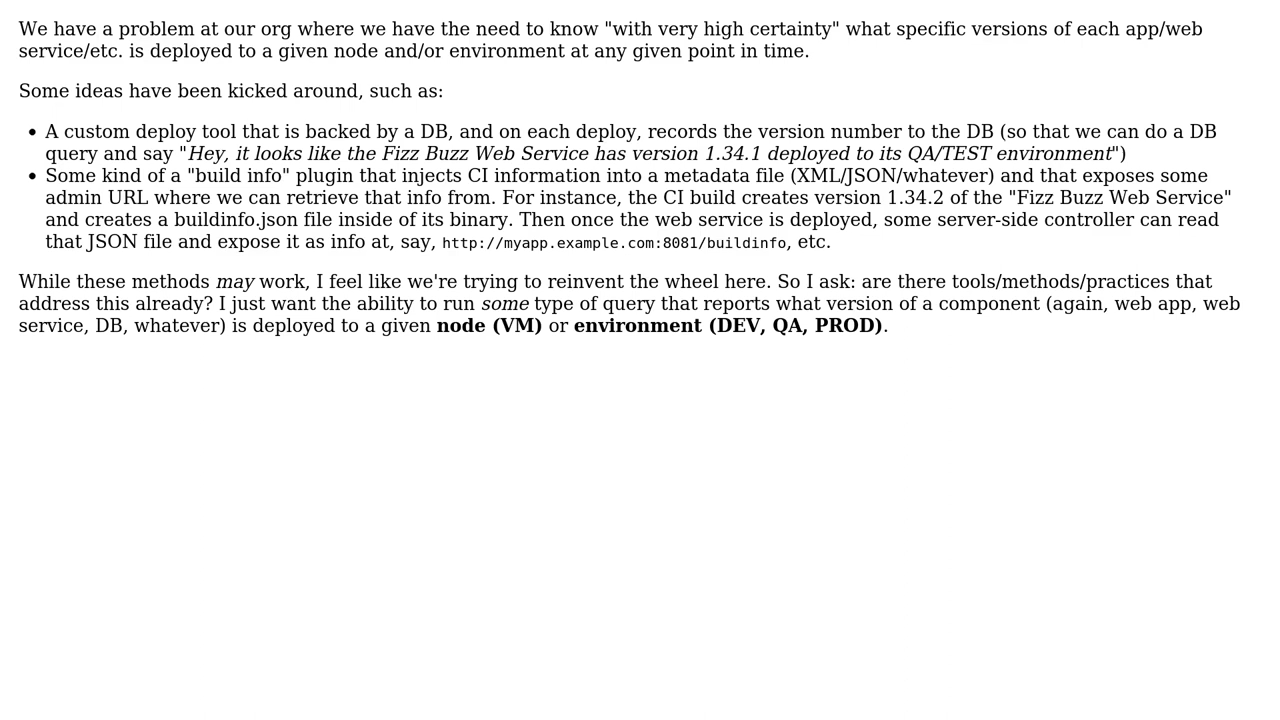 We have a problem at our org where we have the need to know "with very high certainty" what specific versions of each app/web
service/etc. is deployed to a given node and/or environment at any given point in time.
Some ideas have been kicked around, such as:
• A custom deploy tool that is backed by a DB, and on each deploy, records the version number to the DB (so that we can do a DB
query and say "Hey, it looks like the Fizz Buzz Web Service has version 1.34.1 deployed to its QA/TEST environment")
• Some kind of a "build info" plugin that injects CI information into a metadata file (XML/JSON/whatever) and that exposes some
admin URL where we can retrieve that info from. For instance, the CI build creates version 1.34.2 of the "Fizz Buzz Web Service"
and creates a buildinfo.json file inside of its binary. Then once the web service is deployed, some server-side controller can read
that JSON file and expose it as info at, say, http://myapp.example.com:8081/buildinfo, etc.
While these methods may work, I feel like we're trying to reinvent the wheel here. So I ask: are there tools/methods/practices that
address this already? I just want the ability to run some type of query that reports what version of a component (again, web app, web
service, DB, whatever) is deployed to a given node (VM) or environment (DEV, QA, PROD).